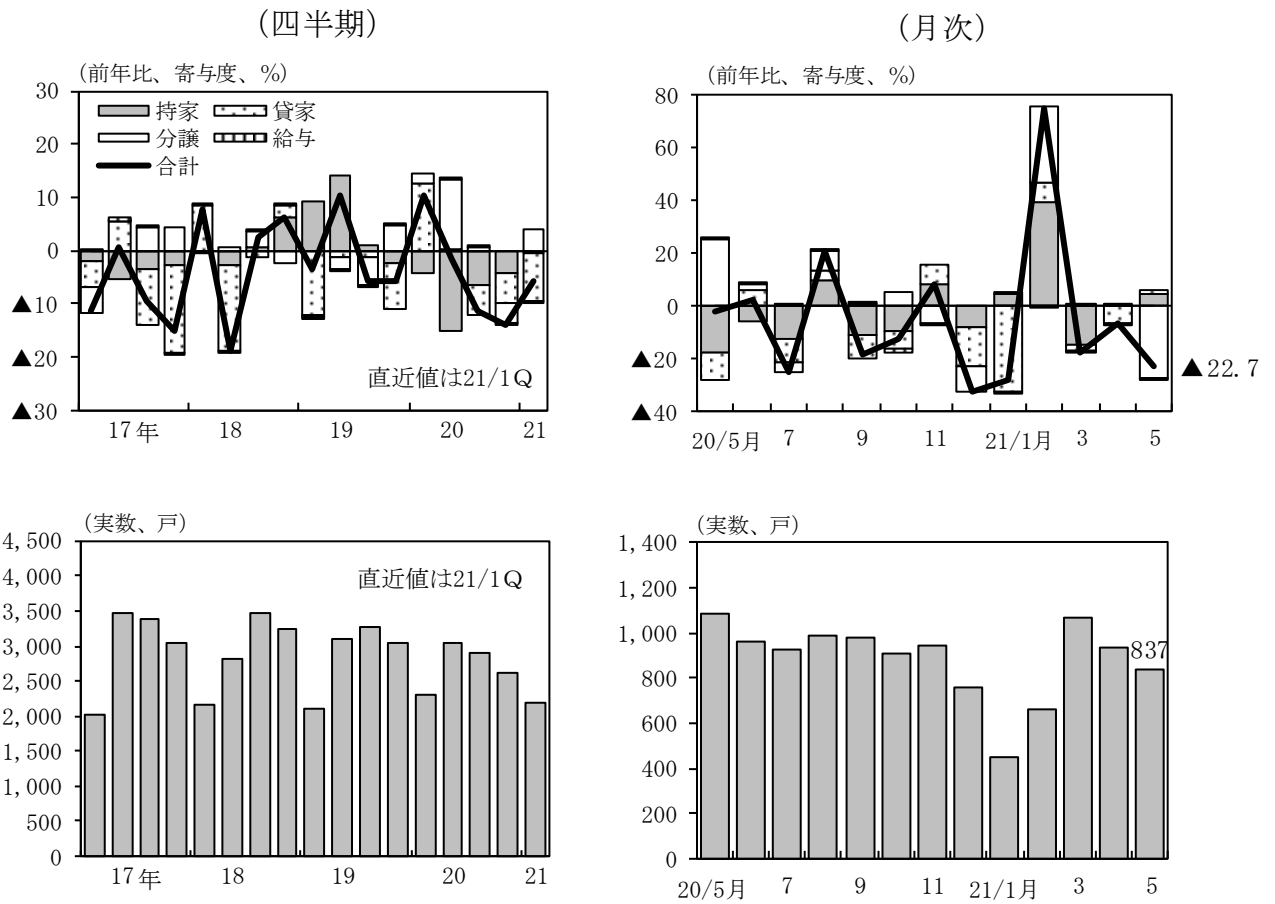 (四半期)
(前年比、寄与度、%)
30
20
10
0
▲10
▲20
▲30
持家
貸家
分譲
給与
合計
直近値は21/1Q
17年 18 19 20 21
(月次)
(前年比、寄与度、%)
80
60
40
20
0
▲20
▲40
▲22.7
20/5月 7 9 11 21/1月 3 5
(実数、戸)
4,500
4,000
3,500
3,000
2,500
2,000
1,500
1,000
500
0
直近値は21/1Q
17年 18 19 20 21
(実数、戸)
1,400
1,200
1,000
800
600
400
200
0
837
20/5月 7 9 11 21/1月 3 5